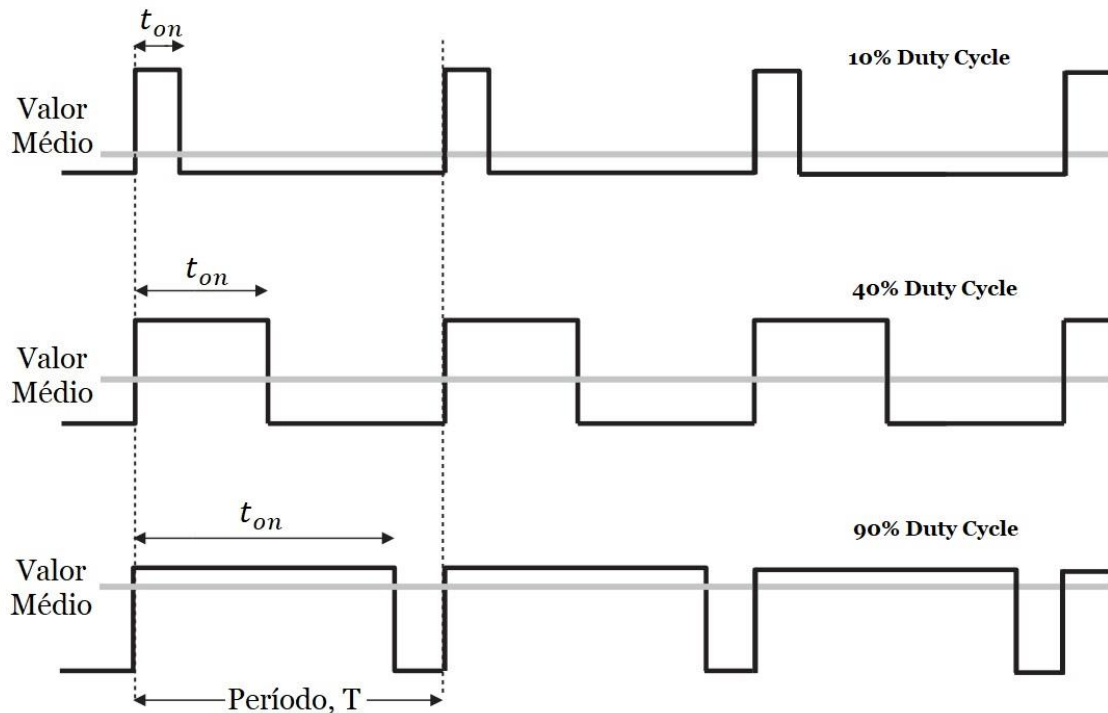 t_on
10% Duty Cycle
Valor
Médio
t_on
40% Duty Cycle
Valor
Médio
t_on
90% Duty Cycle
Valor
Médio
Período, T